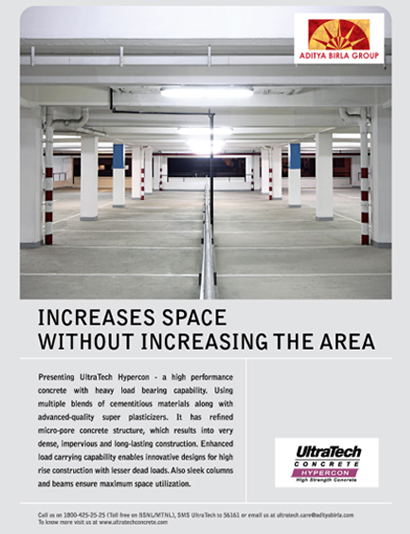 ADITYA BIRLA GROUP
INCREASES SPACE
WITHOUT INCREASING THE AREA
Presenting UltraTech Hypercon - a high performance
concrete with heavy load bearing capability. Using
multiple blends of cementitious materials along with
advanced-quality super plasticizers. It has refined
micro-pore concrete structure, which results into very
dense, impervious and long-lasting construction. Enhanced
load carrying capability enables innovative designs for high
rise construction with lesser dead loads. Also sleek columns
and beams ensure maximum space utilization.
UltraTech
CONCRETE
HYPERCON
High Strength Concrete
Call us on 1800-425-25-25 (Toll free on BSNL/MTNL), SMS UltraTech to 56161 or email us at ultratech.care@adityabirla.com
To know more visit us at www.ultratechconcrete.com